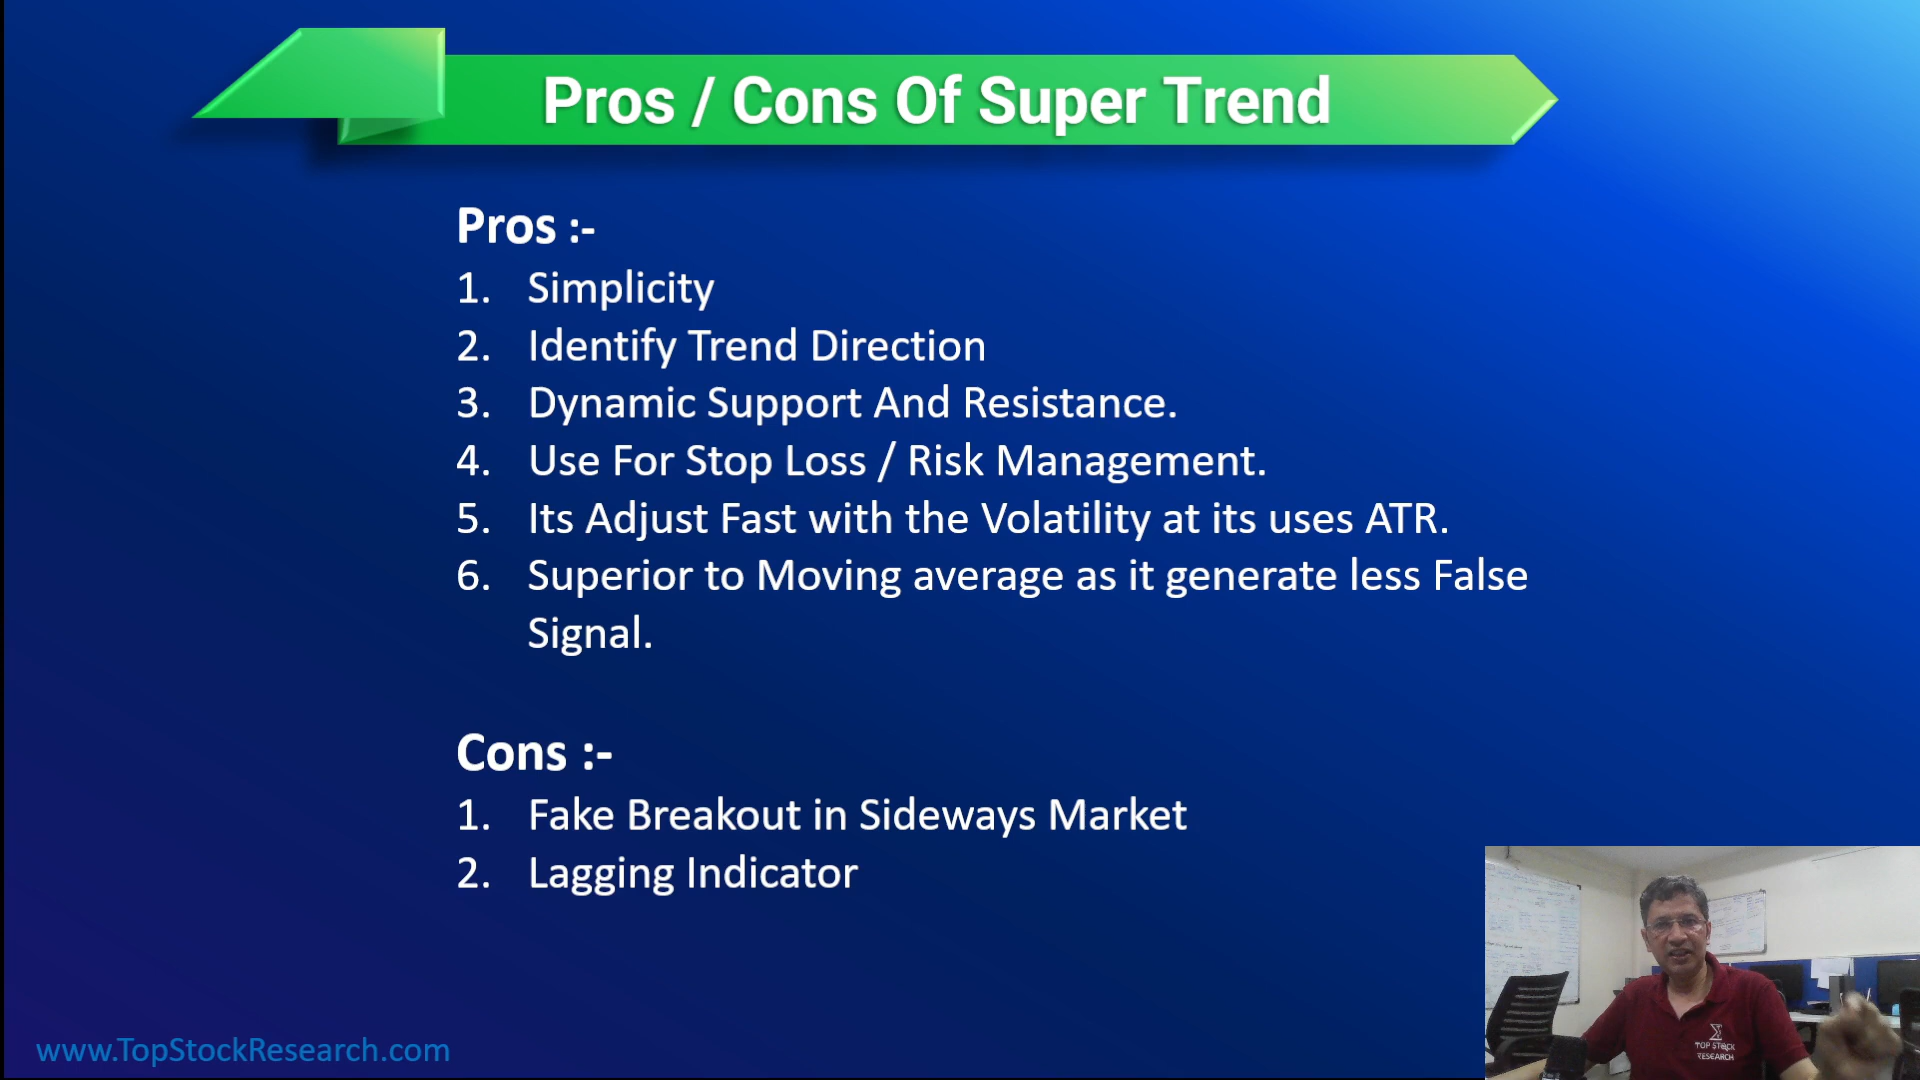 Pros / Cons Of Super Trend
Pros :-
1. Simplicity
2. Identify Trend Direction
3. Dynamic Support And Resistance.
4. Use For Stop Loss / Risk Management.
5. Its Adjust Fast with the Volatility at its uses ATR.
6. Superior to Moving average as it generate less False
Signal.
Cons :-
1. Fake Breakout in Sideways Market
2. Lagging Indicator
www.TopStockResearch.com
TOP STOCK
RESEARCH